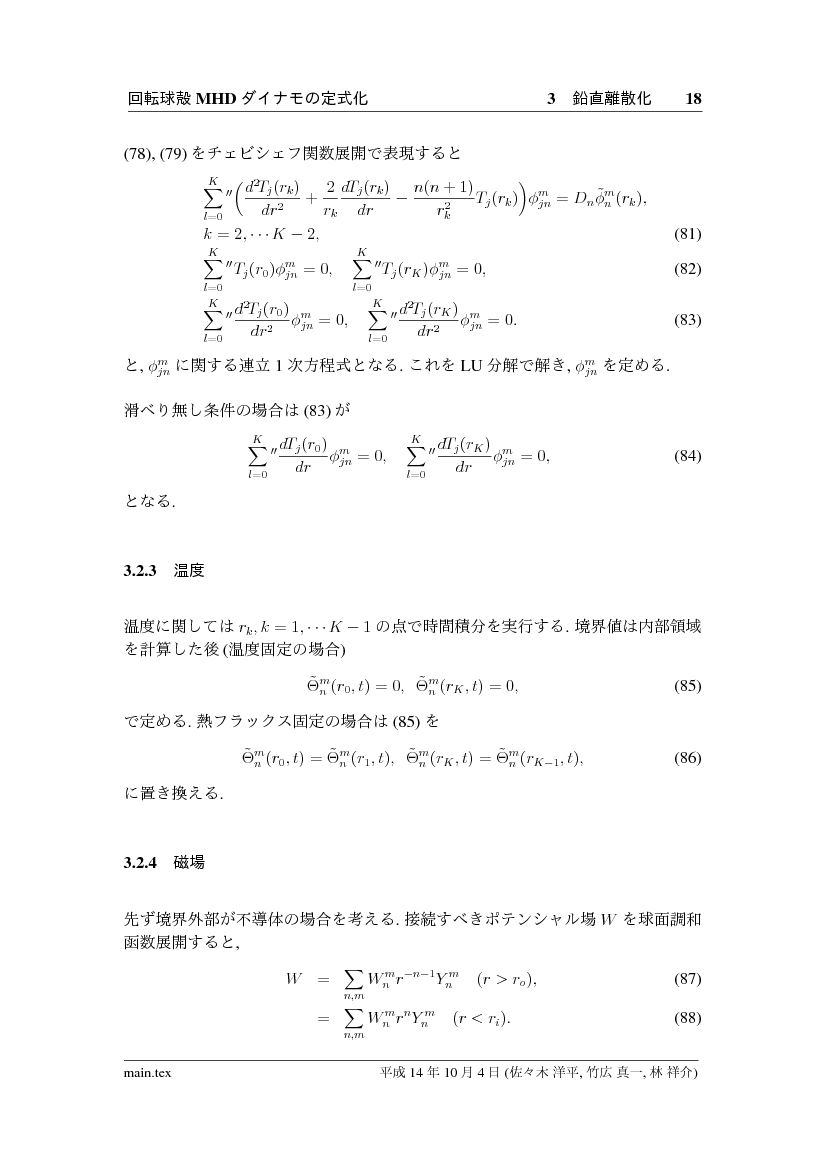 回転球殻 MHD ダイナモの定式化 3 鉛直離散化 18
(78), (79) をチェビシェフ関数展開で表現すると
$\sum_{l=0}^{K}{}''\left(\frac{d^2T_j(r_k)}{dr^2}+\frac{2}{r_k}\frac{dT_j(r_k)}{dr}-\frac{n(n+1)}{r_k^2}T_j(r_k)\right)\phi_{jn}^m=D_n\tilde{\phi}_n^m(r_k),$
$k=2,\cdots K-2,$ (81)
$\sum_{l=0}^{K}{}''T_j(r_0)\phi_{jn}^m=0,\quad \sum_{l=0}^{K}{}''T_j(r_K)\phi_{jn}^m=0,$ (82)
$\sum_{l=0}^{K}{}''\frac{d^2T_j(r_0)}{dr^2}\phi_{jn}^m=0,\quad \sum_{l=0}^{K}{}''\frac{d^2T_j(r_K)}{dr^2}\phi_{jn}^m=0.$ (83)
と, $\phi_{jn}^m$ に関する連立 1 次方程式となる. これを LU 分解で解き, $\phi_{jn}^m$ を定める.
滑べり無し条件の場合は (83) が
$\sum_{l=0}^{K}{}''\frac{dT_j(r_0)}{dr}\phi_{jn}^m=0,\quad \sum_{l=0}^{K}{}''\frac{dT_j(r_K)}{dr}\phi_{jn}^m=0,$ (84)
となる.
3.2.3 温度
温度に関しては $r_k, k=1,\cdots K-1$ の点で時間積分を実行する. 境界値は内部領域
を計算した後 (温度固定の場合)
$\tilde{\Theta}_n^m(r_0,t)=0,\ \tilde{\Theta}_n^m(r_K,t)=0,$ (85)
で定める. 熱フラックス固定の場合は (85) を
$\tilde{\Theta}_n^m(r_0,t)=\tilde{\Theta}_n^m(r_1,t),\ \tilde{\Theta}_n^m(r_K,t)=\tilde{\Theta}_n^m(r_{K-1},t),$ (86)
に置き換える.
3.2.4 磁場
先ず境界外部が不導体の場合を考える. 接続すべきポテンシャル場 $W$ を球面調和
函数展開すると,
$W = \sum_{n,m}W_n^m r^{-n-1}Y_n^m\quad (r>r_o),$ (87)
$= \sum_{n,m}W_n^m r^n Y_n^m\quad (r<r_i).$ (88)
main.tex 平成 14 年 10 月 4 日 (佐々木 洋平, 竹広 真一, 林 祥介)